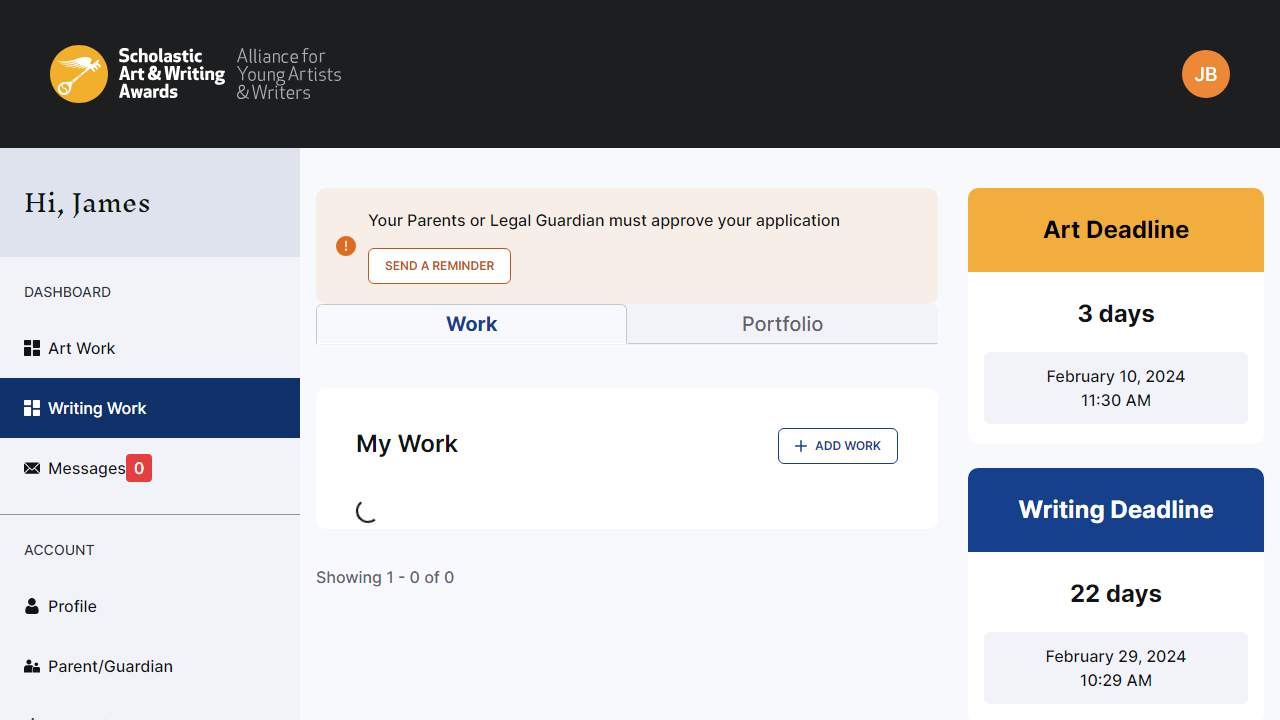 Scholastic
Art & Writing
Awards
Alliance for
Young Artists
& Writers
JB
Hi, James
DASHBOARD
Art Work
Writing Work
Messages 0
ACCOUNT
Profile
Parent/Guardian
Your Parents or Legal Guardian must approve your application
SEND A REMINDER
Work
Portfolio
My Work
ADD WORK
Showing 1 - 0 of 0
Art Deadline
3 days
February 10, 2024
11:30 AM
Writing Deadline
22 days
February 29, 2024
10:29 AM